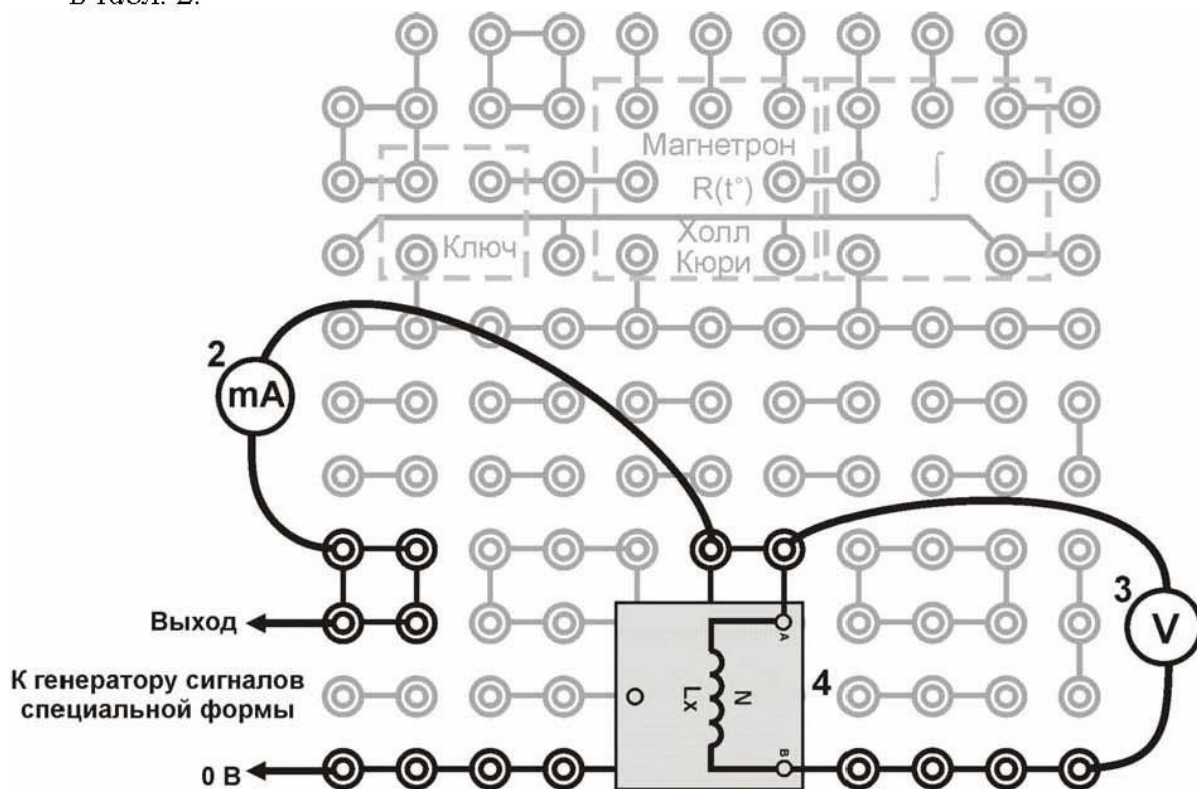 в табл. 2.
Магнетрон
R(t°)
∫
Ключ
Холл
Кюри
2
mA
3
V
Выход
A
4
N
Lx
К генератору сигналов
специальной формы
B
0 В